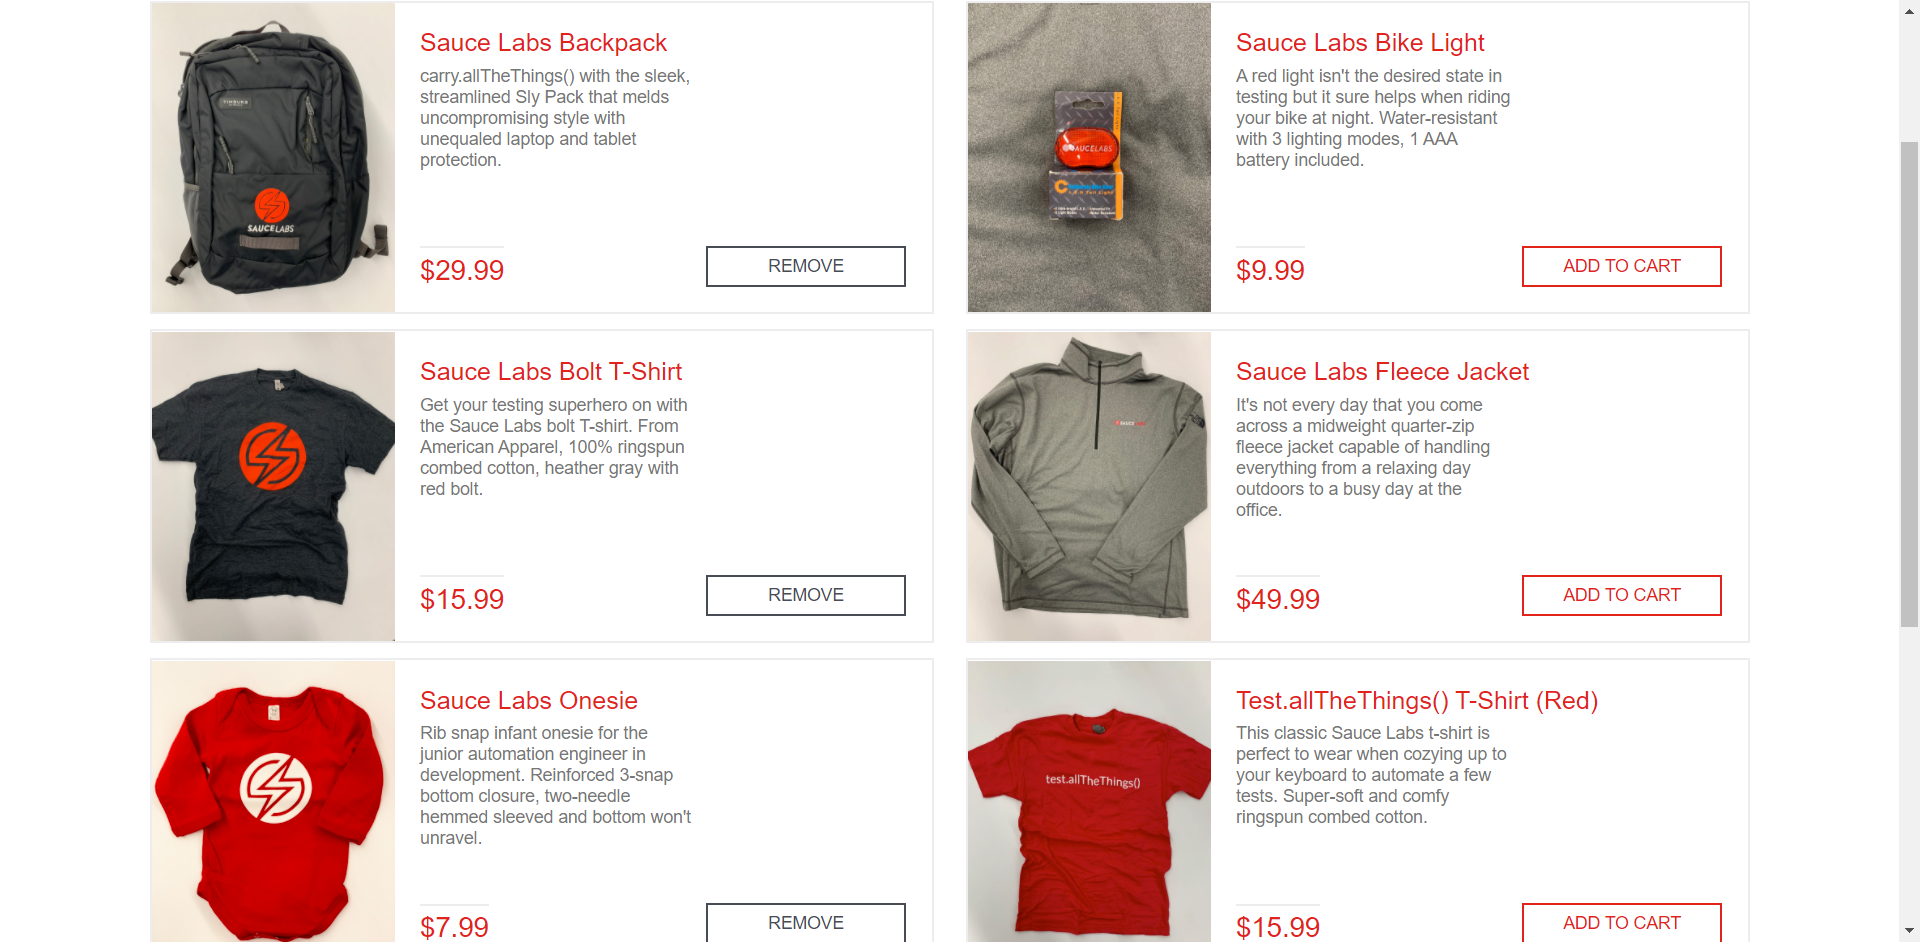 Sauce Labs Backpack
carry.allTheThings() with the sleek,
streamlined Sly Pack that melds
uncompromising style with
unequaled laptop and tablet
protection.
$29.99
REMOVE
SAUCELABS
Sauce Labs Bike Light
A red light isn't the desired state in
testing but it sure helps when riding
your bike at night. Water-resistant
with 3 lighting modes, 1 AAA
battery included.
$9.99
ADD TO CART
SAUCELABS
Sauce Labs Bolt T-Shirt
Get your testing superhero on with
the Sauce Labs bolt T-shirt. From
American Apparel, 100% ringspun
combed cotton, heather gray with
red bolt.
$15.99
REMOVE
Sauce Labs Fleece Jacket
It's not every day that you come
across a midweight quarter-zip
fleece jacket capable of handling
everything from a relaxing day
outdoors to a busy day at the
office.
$49.99
ADD TO CART
Sauce Labs Onesie
Rib snap infant onesie for the
junior automation engineer in
development. Reinforced 3-snap
bottom closure, two-needle
hemmed sleeved and bottom won't
unravel.
$7.99
REMOVE
Test.allTheThings() T-Shirt (Red)
This classic Sauce Labs t-shirt is
perfect to wear when cozying up to
your keyboard to automate a few
tests. Super-soft and comfy
ringspun combed cotton.
$15.99
ADD TO CART
test.allTheThings()